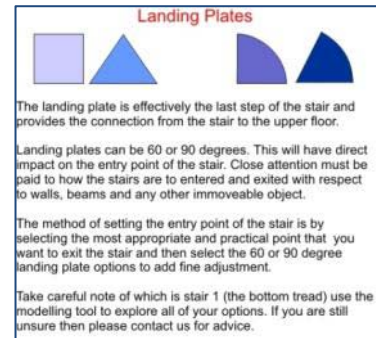 Landing Plates
The landing plate is effectively the last step of the stair and
provides the connection from the stair to the upper floor.
Landing plates can be 60 or 90 degrees. This will have direct
impact on the entry point of the stair. Close attention must be
paid to how the stairs are to entered and exited with respect
to walls, beams and any other immoveable object.
The method of setting the entry point of the stair is by
selecting the most appropriate and practical point that you
want to exit the stair and then select the 60 or 90 degree
landing plate options to add fine adjustment.
Take careful note of which is stair 1 (the bottom tread) use the
modelling tool to explore all of your options. If you are still
unsure then please contact us for advice.